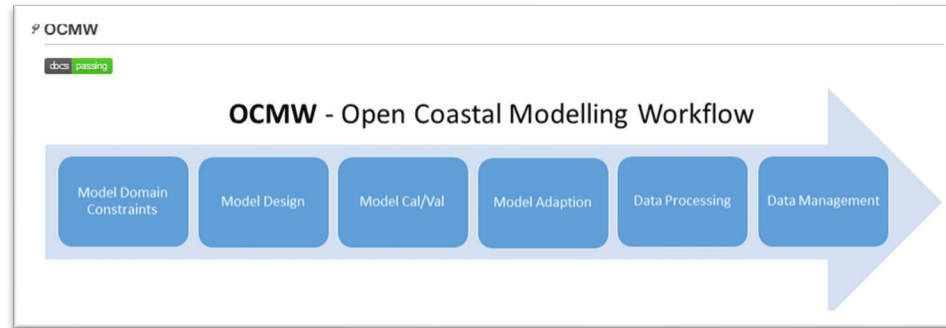 OCMW
docs passing
OCMW - Open Coastal Modelling Workflow
Model Domain
Constraints
Model Design
Model Cal/Val
Model Adaption
Data Processing
Data Management